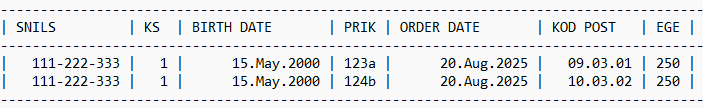 | SNILS | KS | BIRTH DATE | PRIK | ORDER DATE | KOD POST | EGE |
| 111-222-333 | 1 | 15.May.2000 | 123a | 20.Aug.2025 | 09.03.01 | 250 |
| 111-222-333 | 1 | 15.May.2000 | 124b | 20.Aug.2025 | 10.03.02 | 250 |